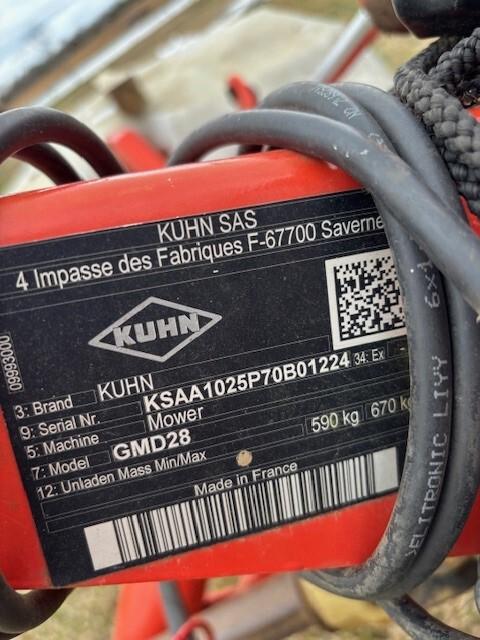 KUHN SAS
4 Impasse des Fabriques F-67700 Saverne
KUHN
09993000
3: Brand KUHN
9: Serial Nr. KSAA1025P70B01224 34: Ex
5: Machine Mower
7: Model GMD28
12: Unladen Mass Min/Max 590 kg 670 kg
Made in France
DELITRONIC LIYY 6x1